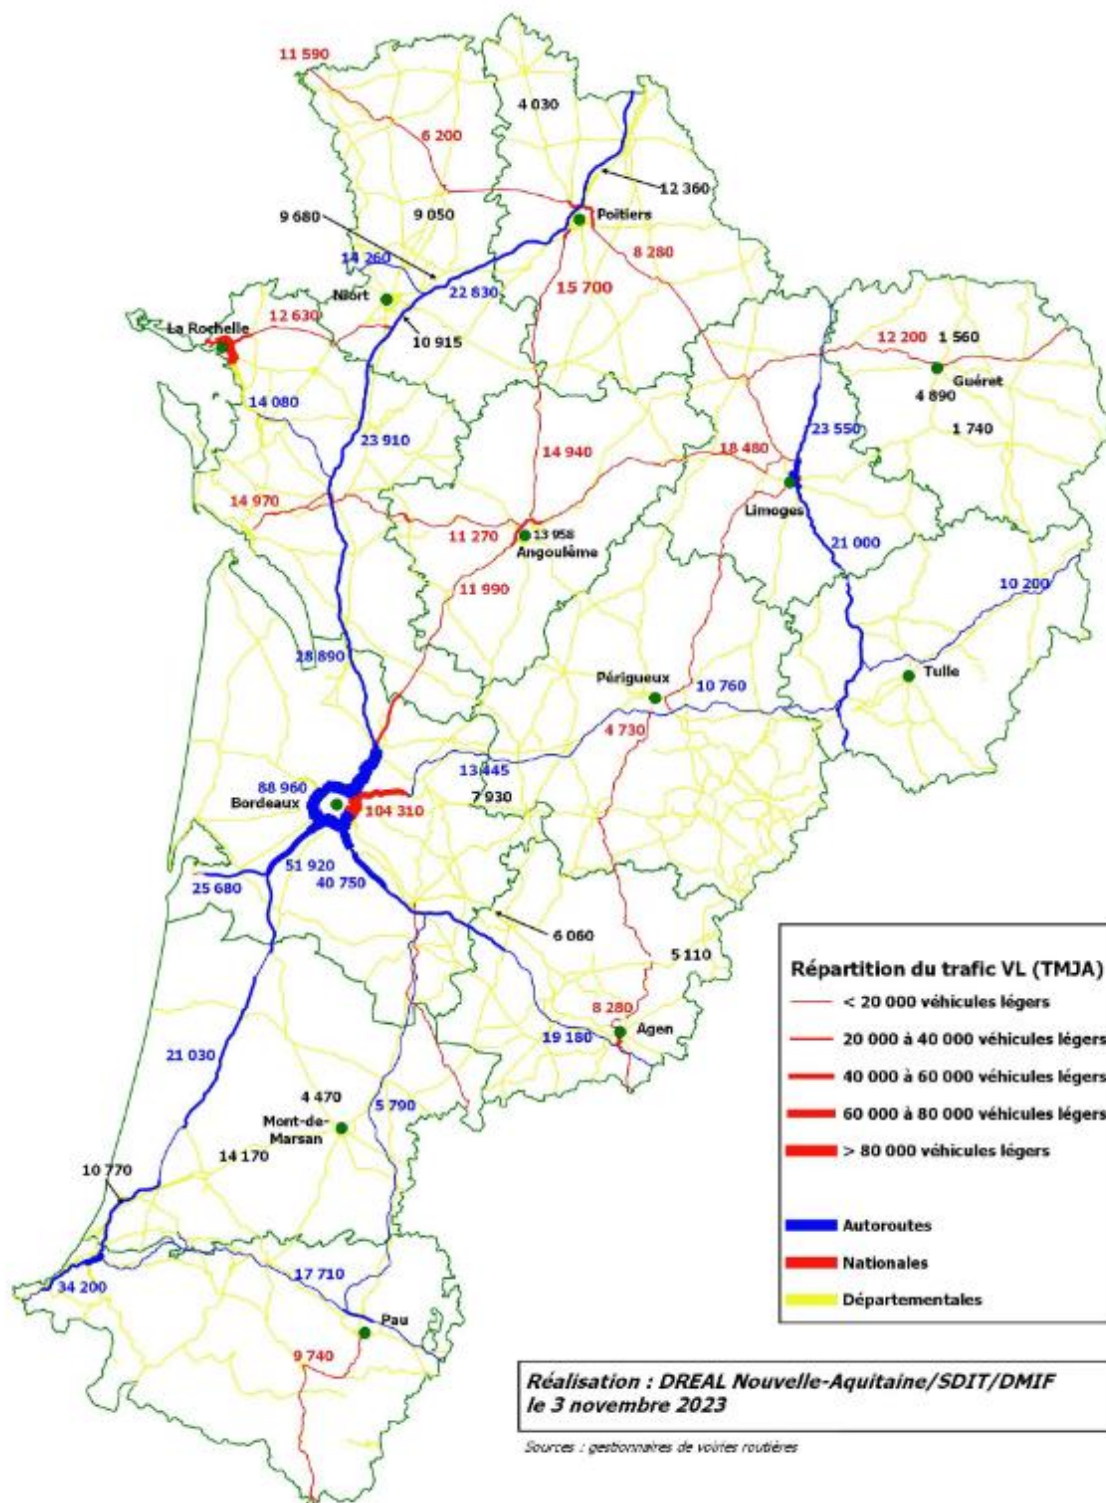 11 590
4 030
6 200
12 360
9 680
9 050
Poitiers
14 260
8 280
Niort
22 830
15 700
La Rochelle
12 630
10 915
12 200
1 560
Guéret
4 890
14 080
23 910
23 550
1 740
14 940
18 480
14 970
11 270
13 958
Angoulême
Limoges
21 000
11 990
10 200
28 890
Périgueux
10 760
Tulle
4 730
13 445
88 960
7 930
Bordeaux
104 310
51 920
25 680
40 750
6 060
5 110
8 280
Agen
19 180
21 030
4 470
5 790
Mont-de-
Marsan
14 170
10 770
17 710
34 200
Pau
9 740
Répartition du trafic VL (TMJA)
< 20 000 véhicules légers
20 000 à 40 000 véhicules légers
40 000 à 60 000 véhicules légers
60 000 à 80 000 véhicules légers
> 80 000 véhicules légers
Autoroutes
Nationales
Départementales
Réalisation : DREAL Nouvelle-Aquitaine/SDIT/DMIF
le 3 novembre 2023
Sources : gestionnaires de voiries routières